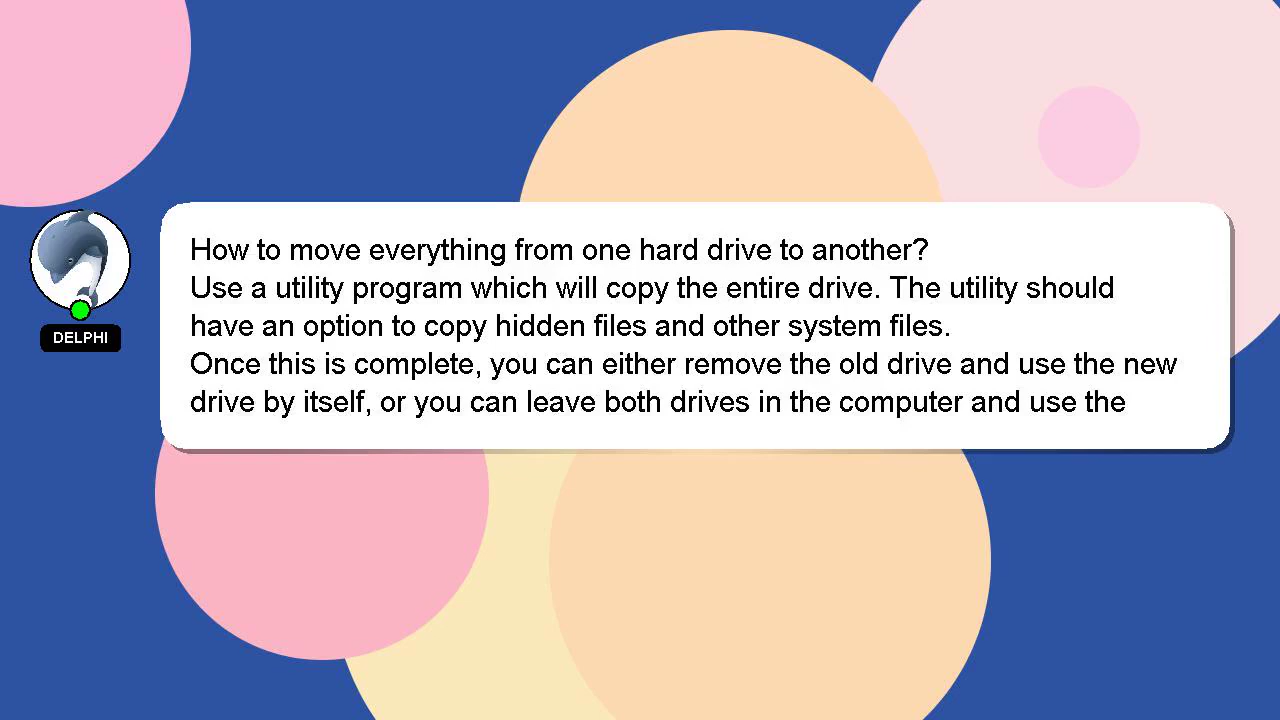 How to move everything from one hard drive to another?
Use a utility program which will copy the entire drive. The utility should
have an option to copy hidden files and other system files.
Once this is complete, you can either remove the old drive and use the new
drive by itself, or you can leave both drives in the computer and use the
DELPHI